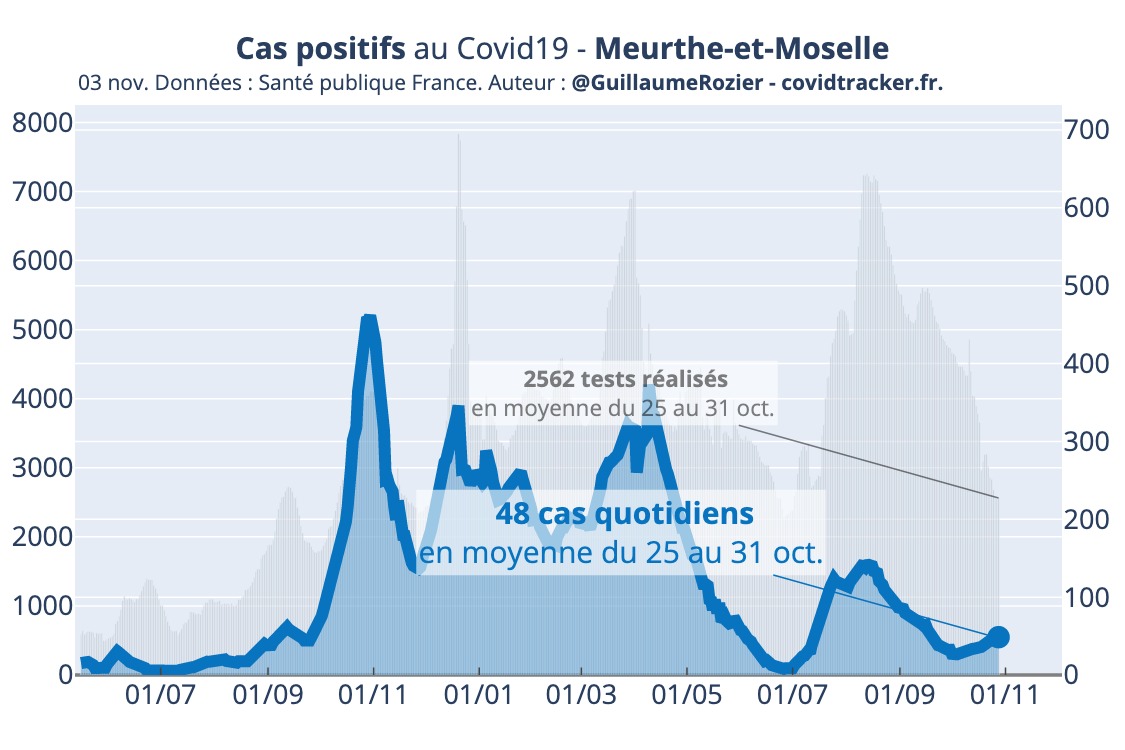 Cas positifs au Covid19 - Meurthe-et-Moselle
03 nov. Données : Santé publique France. Auteur : @GuillaumeRozier - covidtracker.fr.
8000
7000
6000
5000
4000
3000
2000
1000
0
700
600
500
400
300
200
100
0
2562 tests réalisés
en moyenne du 25 au 31 oct.
48 cas quotidiens
en moyenne du 25 au 31 oct.
01/07 01/09 01/11 01/01 01/03 01/05 01/07 01/09 01/11